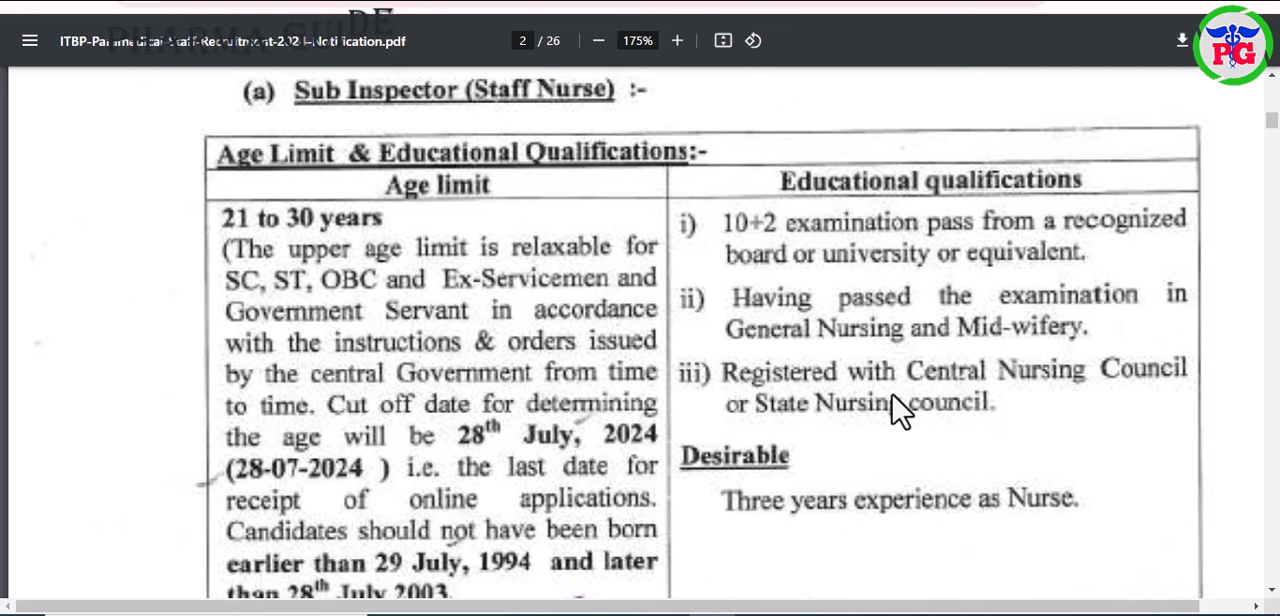 PHARMA GUIDE
ITBP-Paramedical-Staff-Recruitment-2024-Notification.pdf
2 / 26
175%
PG
(a) Sub Inspector (Staff Nurse) :-
Age Limit & Educational Qualifications:-
Age limit
21 to 30 years
(The upper age limit is relaxable for
SC, ST, OBC and Ex-Servicemen and
Government Servant in accordance
with the instructions & orders issued
by the central Government from time
to time. Cut off date for determining
the age will be 28th July, 2024
(28-07-2024 ) i.e. the last date for
receipt of online applications.
Candidates should not have been born
earlier than 29 July, 1994 and later
than 28th July 2003.
Educational qualifications
i) 10+2 examination pass from a recognized
board or university or equivalent.
ii) Having passed the examination in
General Nursing and Mid-wifery.
iii) Registered with Central Nursing Council
or State Nursing council.
Desirable
Three years experience as Nurse.